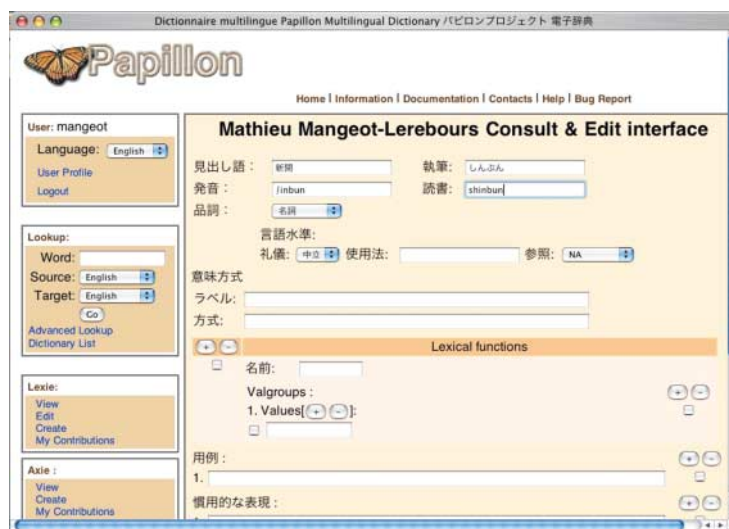 Dictionnaire multilingue Papillon Multilingual Dictionary パピロンプロジェクト 電子辞典
Papillon
Home | Information | Documentation | Contacts | Help | Bug Report
User: mangeot
Language: English
User Profile
Logout
Lookup:
Word:
Source: English
Target: English
Go
Advanced Lookup
Dictionary List
Lexie:
View
Edit
Create
My Contributions
Axie :
View
Create
My Contributions
Mathieu Mangeot-Lerebours Consult & Edit interface
見出し語： 新聞 執筆: しんぶん
発音： /inbun 読書: shinbun
品詞： 名詞
言語水準:
礼儀: 中立 使用法: 参照: NA
意味方式
ラベル:
方式:
+ - Lexical functions
名前:
Valgroups : + -
1. Values[ + - ]:
用例： + -
1.
慣用的な表現： + -